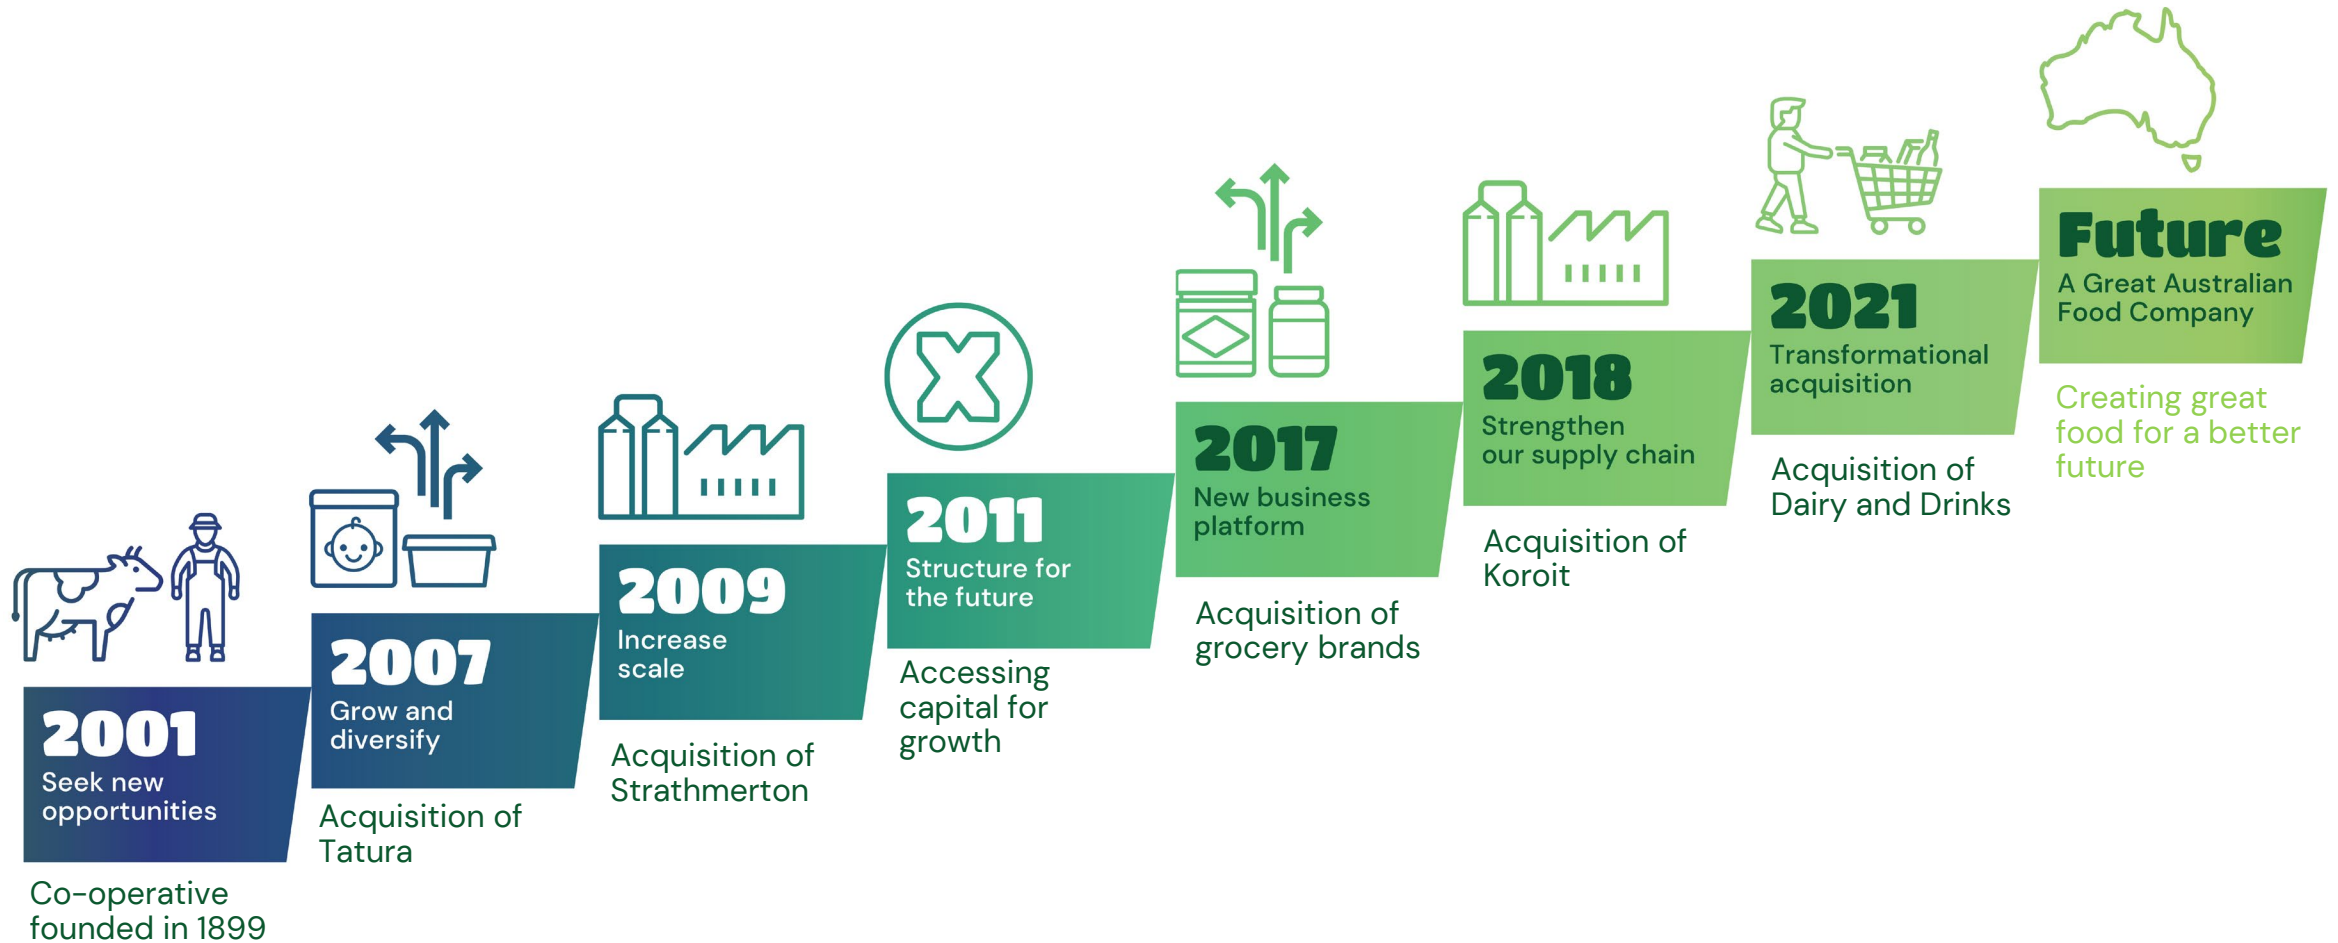 2001
Seek new
opportunities
Co-operative
founded in 1899
2007
Grow and
diversify
Acquisition of
Tatura
2009
Increase
scale
Acquisition of
Strathmerton
2011
Structure for
the future
Accessing
capital for
growth
2017
New business
platform
Acquisition of
grocery brands
2018
Strengthen
our supply chain
Acquisition of
Koroit
2021
Transformational
acquisition
Acquisition of
Dairy and Drinks
Future
A Great Australian
Food Company
Creating great
food for a better
future